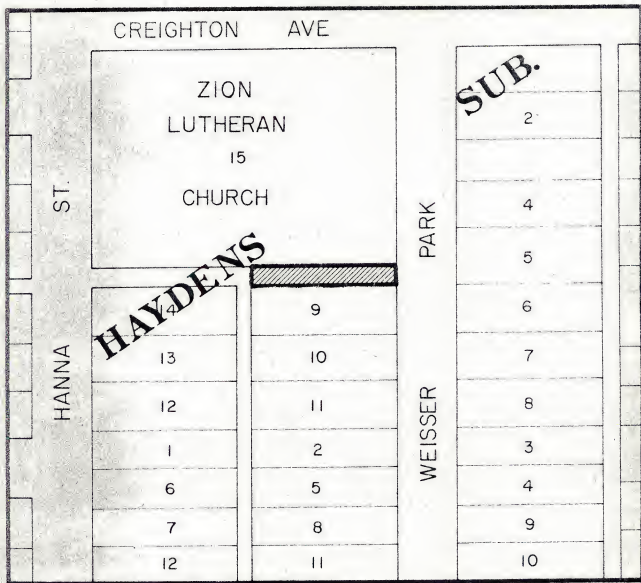 CREIGHTON AVE
ZION
LUTHERAN
15
CHURCH
ST.
HANNA
HAYDENS
SUB.
PARK
WEISSER
14
13
12
1
6
7
12
9
10
11
2
5
8
11
2
4
5
6
7
8
3
4
9
10